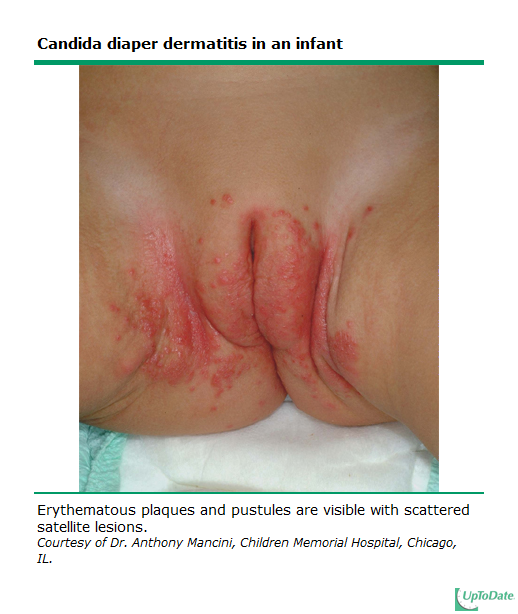 Candida diaper dermatitis in an infant
Erythematous plaques and pustules are visible with scattered
satellite lesions.
Courtesy of Dr. Anthony Mancini, Children Memorial Hospital, Chicago,
IL.
UpToDate